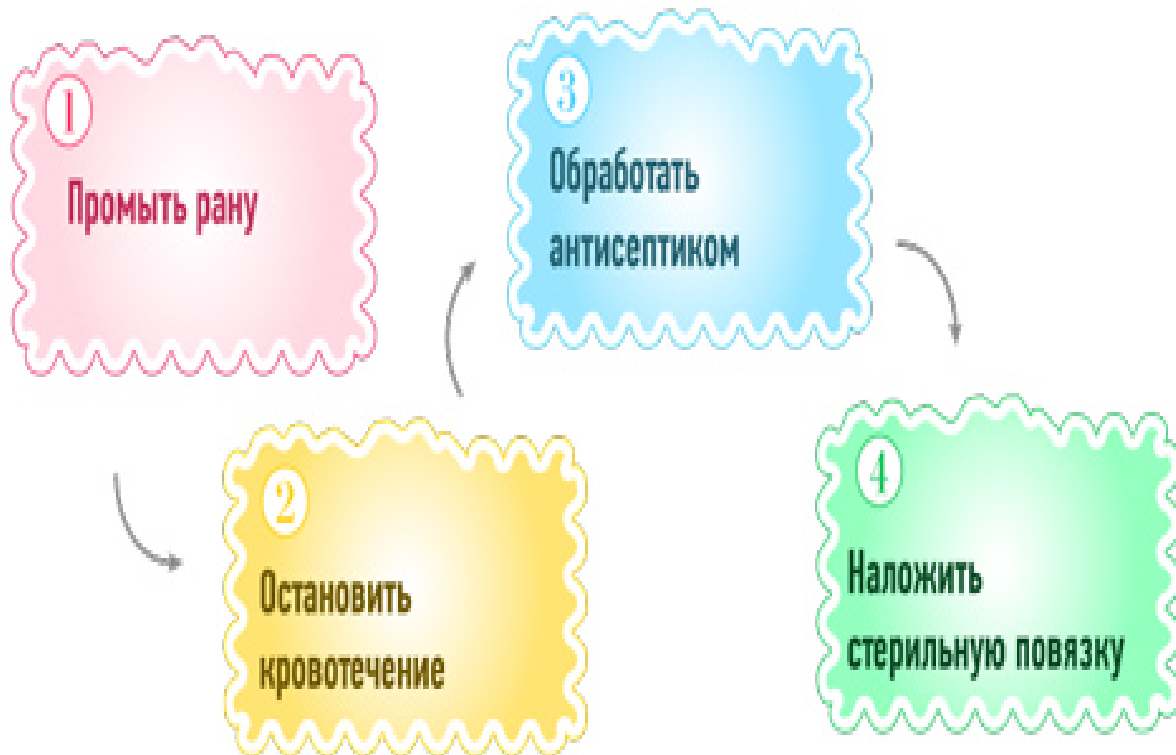 1
Промыть рану
2
Остановить
кровотечение
3
Обработать
антисептиком
4
Наложить
стерильную повязку